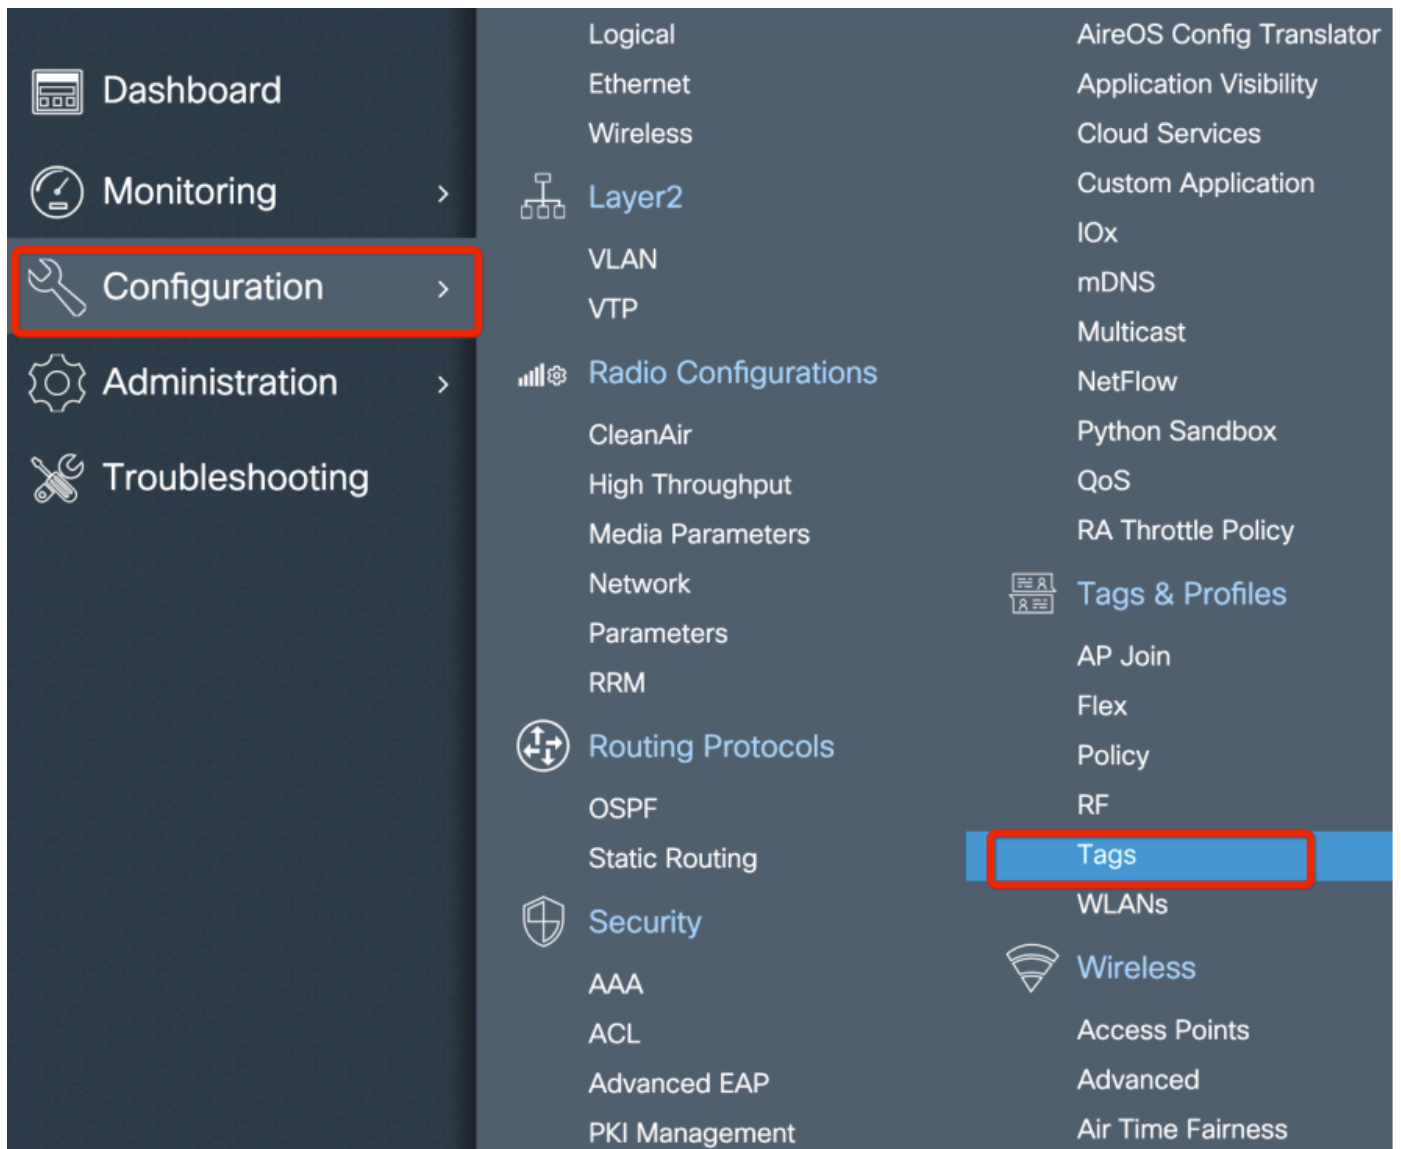 Dashboard
Monitoring
Configuration
Administration
Troubleshooting
Logical
Ethernet
Wireless
Layer2
VLAN
VTP
Radio Configurations
CleanAir
High Throughput
Media Parameters
Network
Parameters
RRM
Routing Protocols
OSPF
Static Routing
Security
AAA
ACL
Advanced EAP
PKI Management
AireOS Config Translator
Application Visibility
Cloud Services
Custom Application
IOx
mDNS
Multicast
NetFlow
Python Sandbox
QoS
RA Throttle Policy
Tags & Profiles
AP Join
Flex
Policy
RF
Tags
WLANs
Wireless
Access Points
Advanced
Air Time Fairness